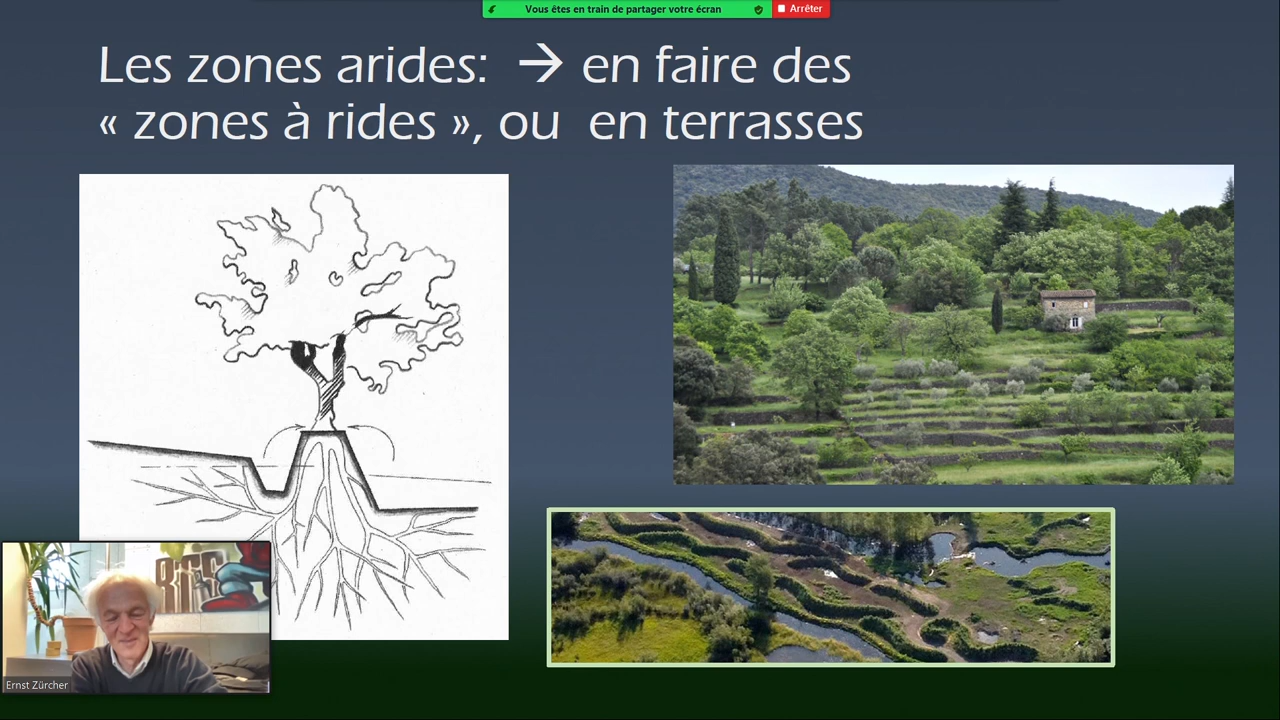 Vous êtes en train de partager votre écran
Arrêter
Les zones arides: → en faire des
« zones à rides », ou en terrasses
Ernst Zürcher